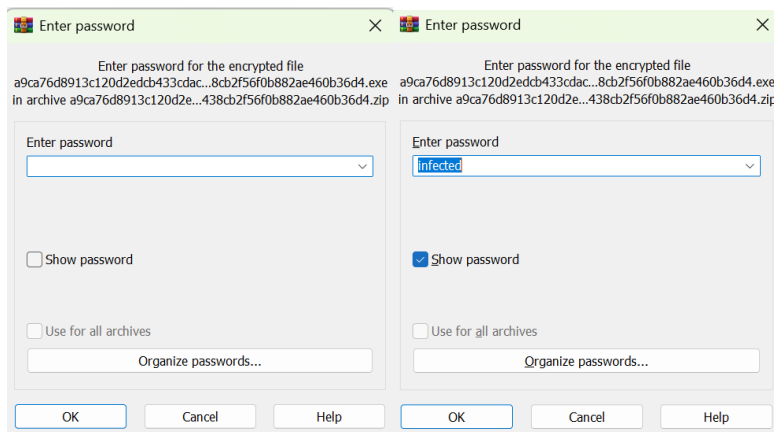 Enter password
Enter password for the encrypted file
a9ca76d8913c120d2edcb433cdac...8cb2f56f0b882ae460b36d4.exe
in archive a9ca76d8913c120d2e...438cb2f56f0b882ae460b36d4.zip
Enter password
Show password
Use for all archives
Organize passwords...
OK
Cancel
Help
Enter password
Enter password for the encrypted file
a9ca76d8913c120d2edcb433cdac...8cb2f56f0b882ae460b36d4.exe
in archive a9ca76d8913c120d2e...438cb2f56f0b882ae460b36d4.zip
Enter password
infected
Show password
Use for all archives
Organize passwords...
OK
Cancel
Help